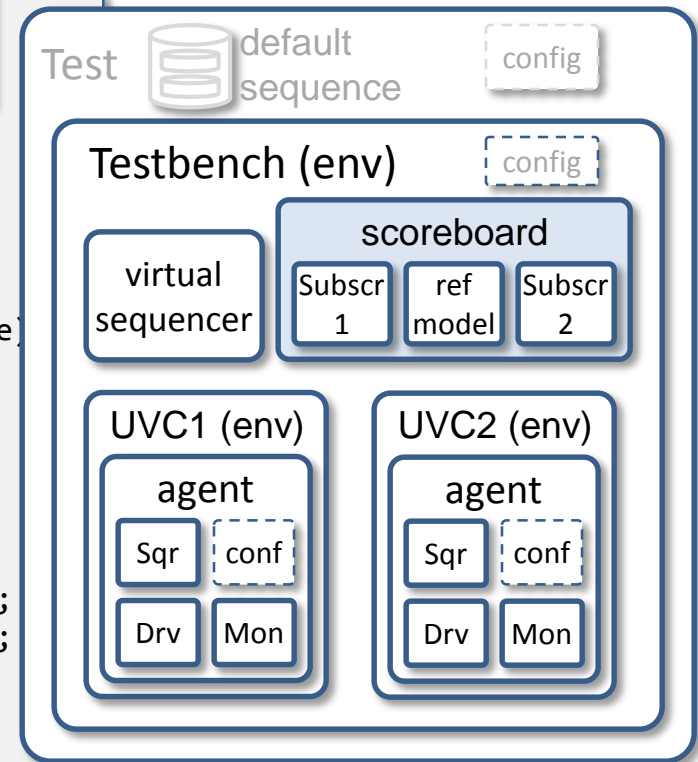 Test
default
sequence
config
Testbench (env)
config
virtual
sequencer
scoreboard
Subscr
1
ref
model
Subscr
2
e)
UVC1 (env)
UVC2 (env)
agent
agent
Sqr
conf
Sqr
conf
;
;
Drv
Mon
Drv
Mon